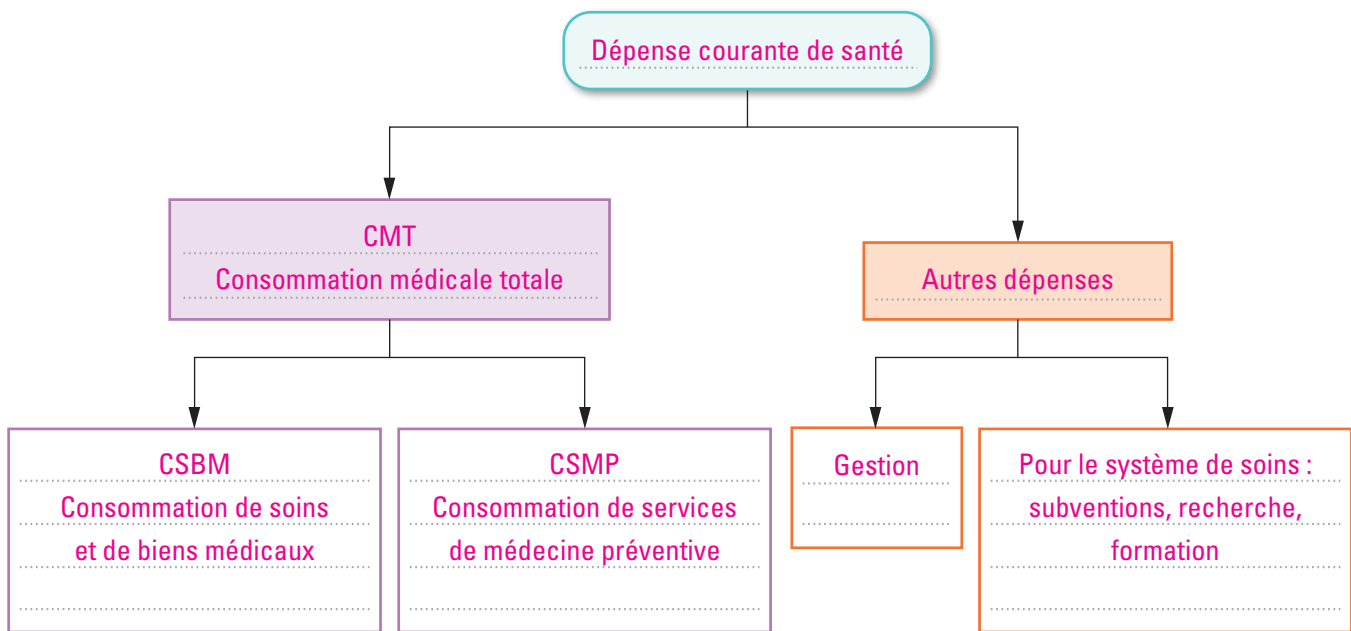 Dépense courante de santé
CMT
Consommation médicale totale
Autres dépenses
CSBM
Consommation de soins
et de biens médicaux
CSMP
Consommation de services
de médecine préventive
Gestion
Pour le système de soins :
subventions, recherche,
formation